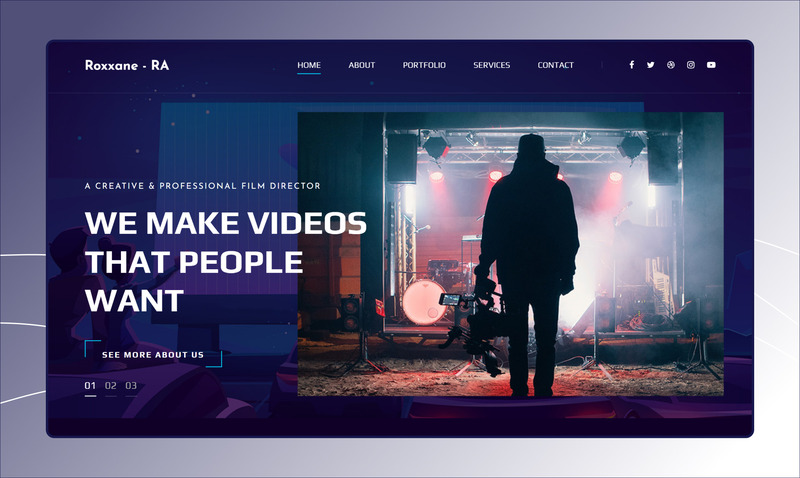 Roxxane - RA
HOME ABOUT PORTFOLIO SERVICES CONTACT
A CREATIVE & PROFESSIONAL FILM DIRECTOR
WE MAKE VIDEOS
THAT PEOPLE
WANT
SEE MORE ABOUT US
01 02 03